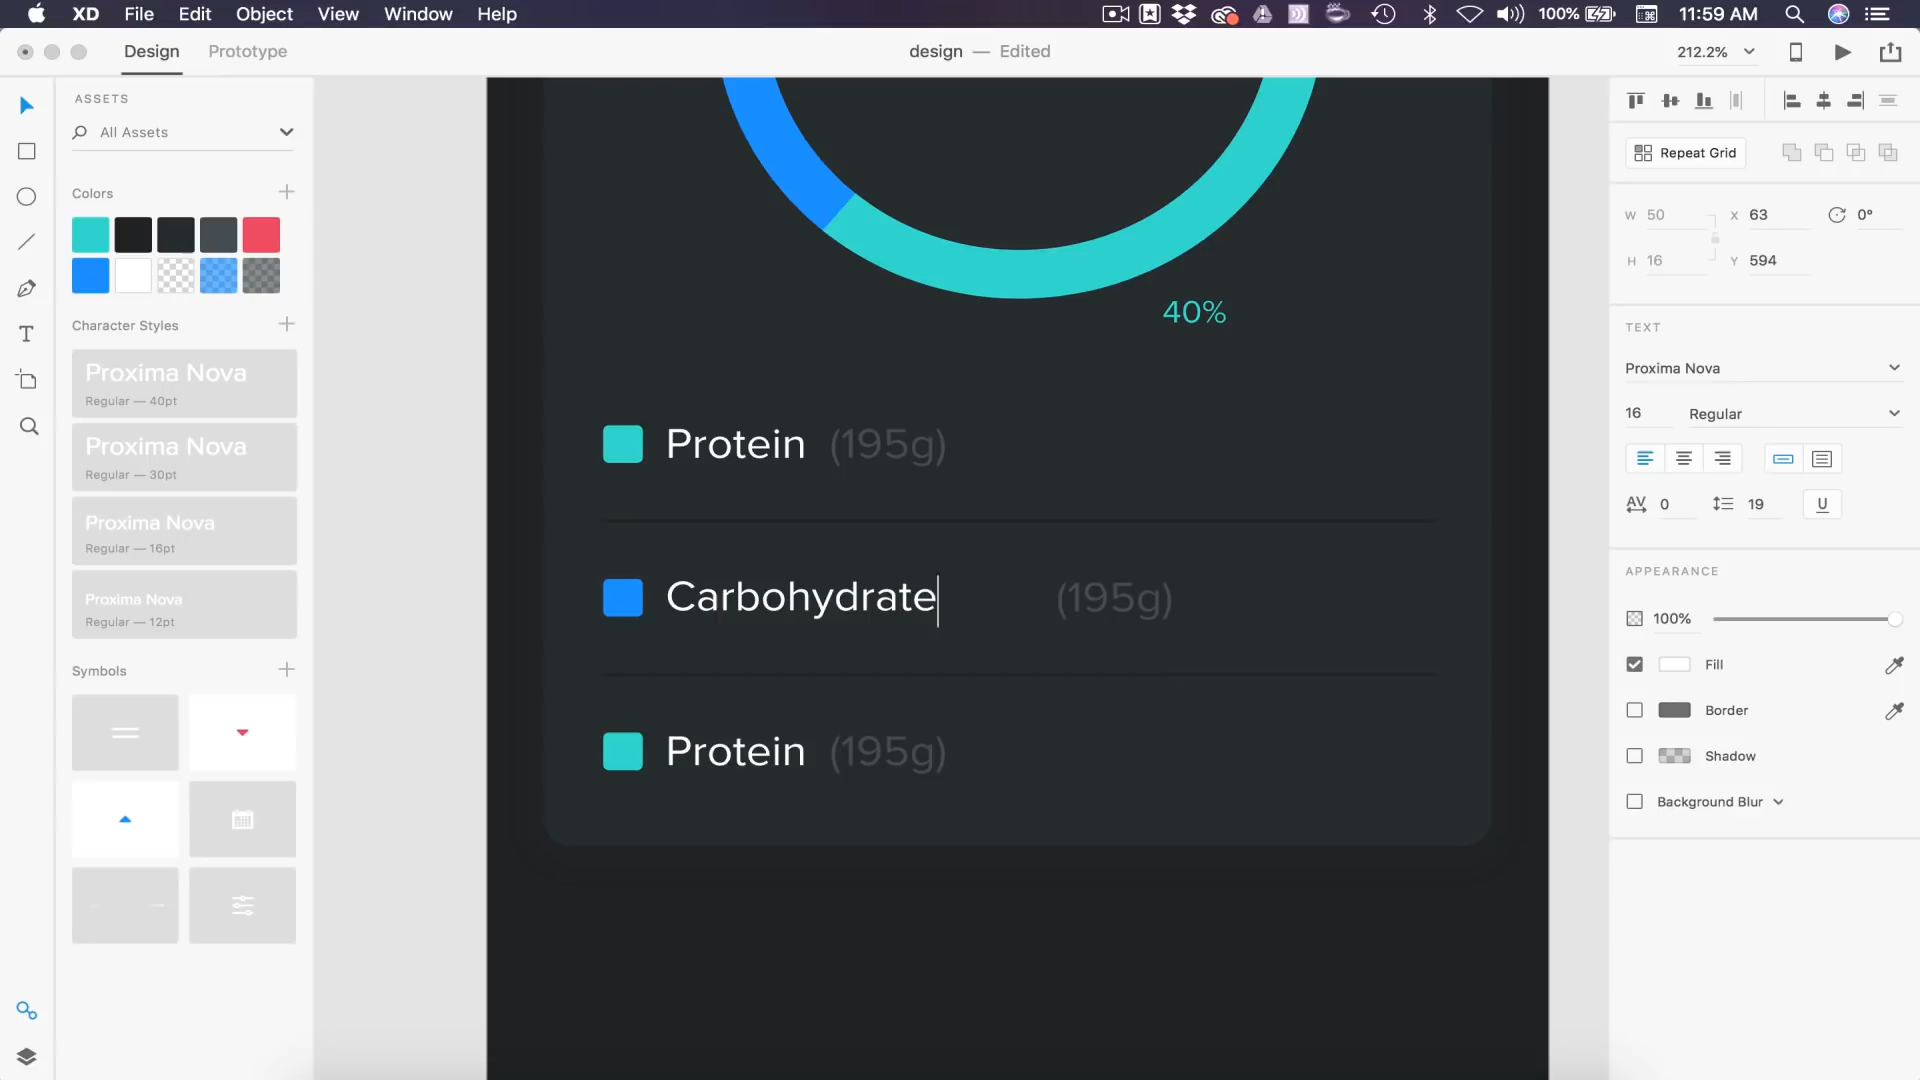 XD File Edit Object View Window Help
100% 11:59 AM
Design Prototype
design — Edited
212.2%
ASSETS
All Assets
Colors
Character Styles
Proxima Nova
Regular — 40pt
Proxima Nova
Regular — 30pt
Proxima Nova
Regular — 16pt
Proxima Nova
Regular — 12pt
Symbols
40%
Protein (195g)
Carbohydrate (195g)
Protein (195g)
Repeat Grid
W 50 X 63 0°
H 16 Y 594
TEXT
Proxima Nova
16 Regular
AV 0 19 U
APPEARANCE
100%
Fill
Border
Shadow
Background Blur